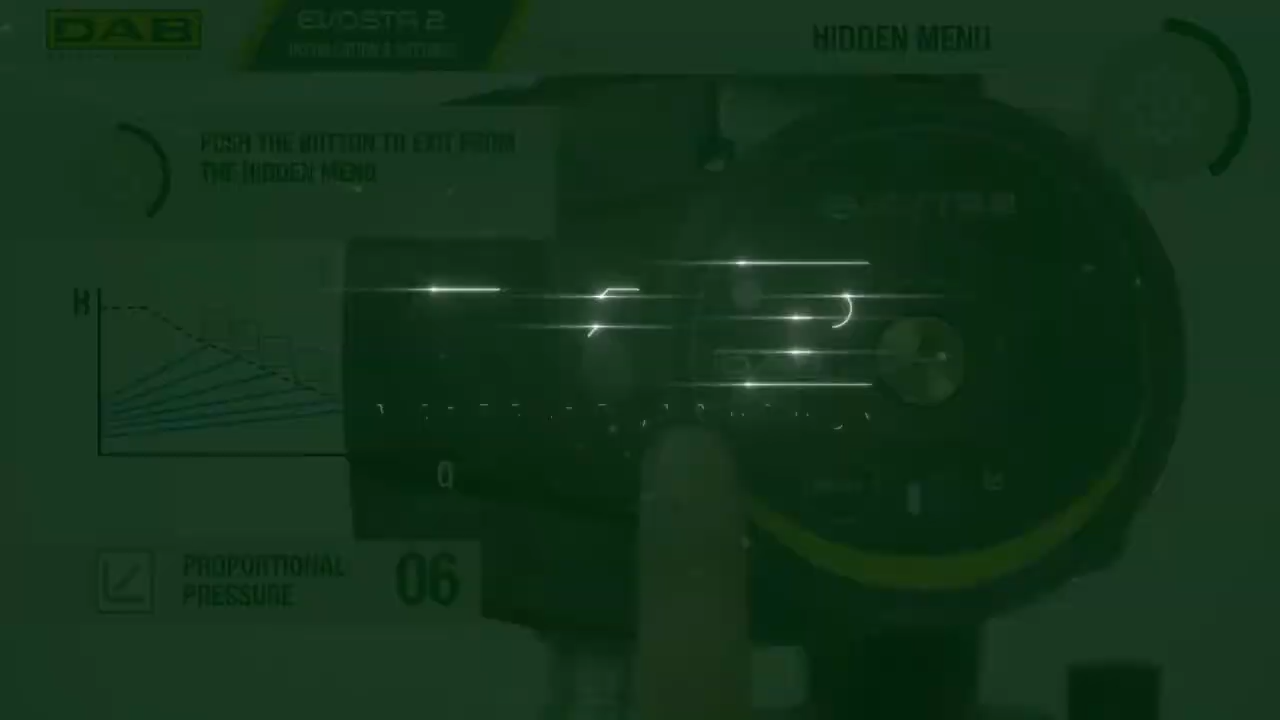 DAB
EVOSTA 2
HIDDEN MENU
PUSH THE BUTTON TO EXIT FROM
THE HIDDEN MENU
H
Q
PROPORTIONAL
PRESSURE
06